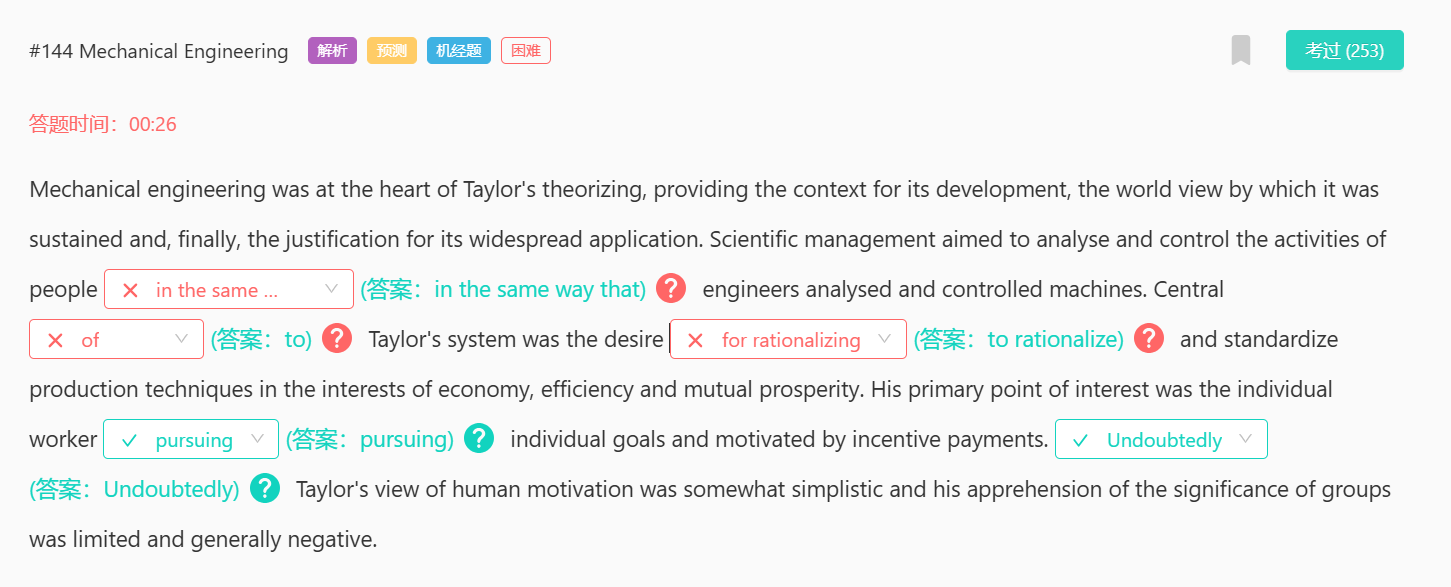 #144 Mechanical Engineering 解析 预测 机经题 困难 考过 (253)
答题时间：00:26
Mechanical engineering was at the heart of Taylor's theorizing, providing the context for its development, the world view by which it was
sustained and, finally, the justification for its widespread application. Scientific management aimed to analyse and control the activities of
people in the same ... (答案：in the same way that) ? engineers analysed and controlled machines. Central
of (答案：to) ? Taylor's system was the desire for rationalizing (答案：to rationalize) ? and standardize
production techniques in the interests of economy, efficiency and mutual prosperity. His primary point of interest was the individual
worker pursuing (答案：pursuing) ? individual goals and motivated by incentive payments. Undoubtedly
(答案：Undoubtedly) ? Taylor's view of human motivation was somewhat simplistic and his apprehension of the significance of groups
was limited and generally negative.